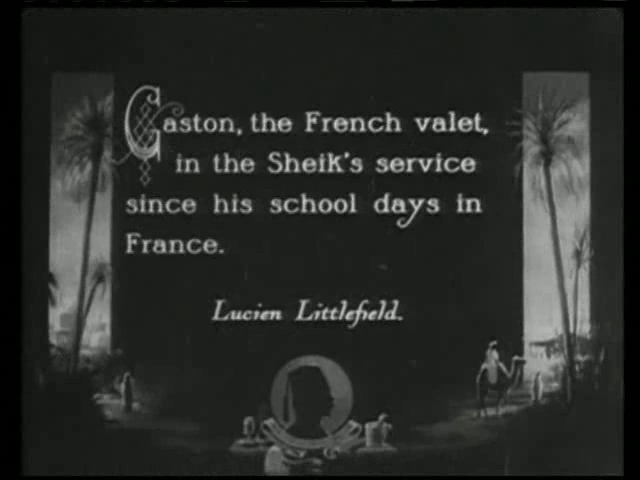 Gaston, the French valet,
in the Sheik's service
since his school days in
France.
Lucien Littlefield.